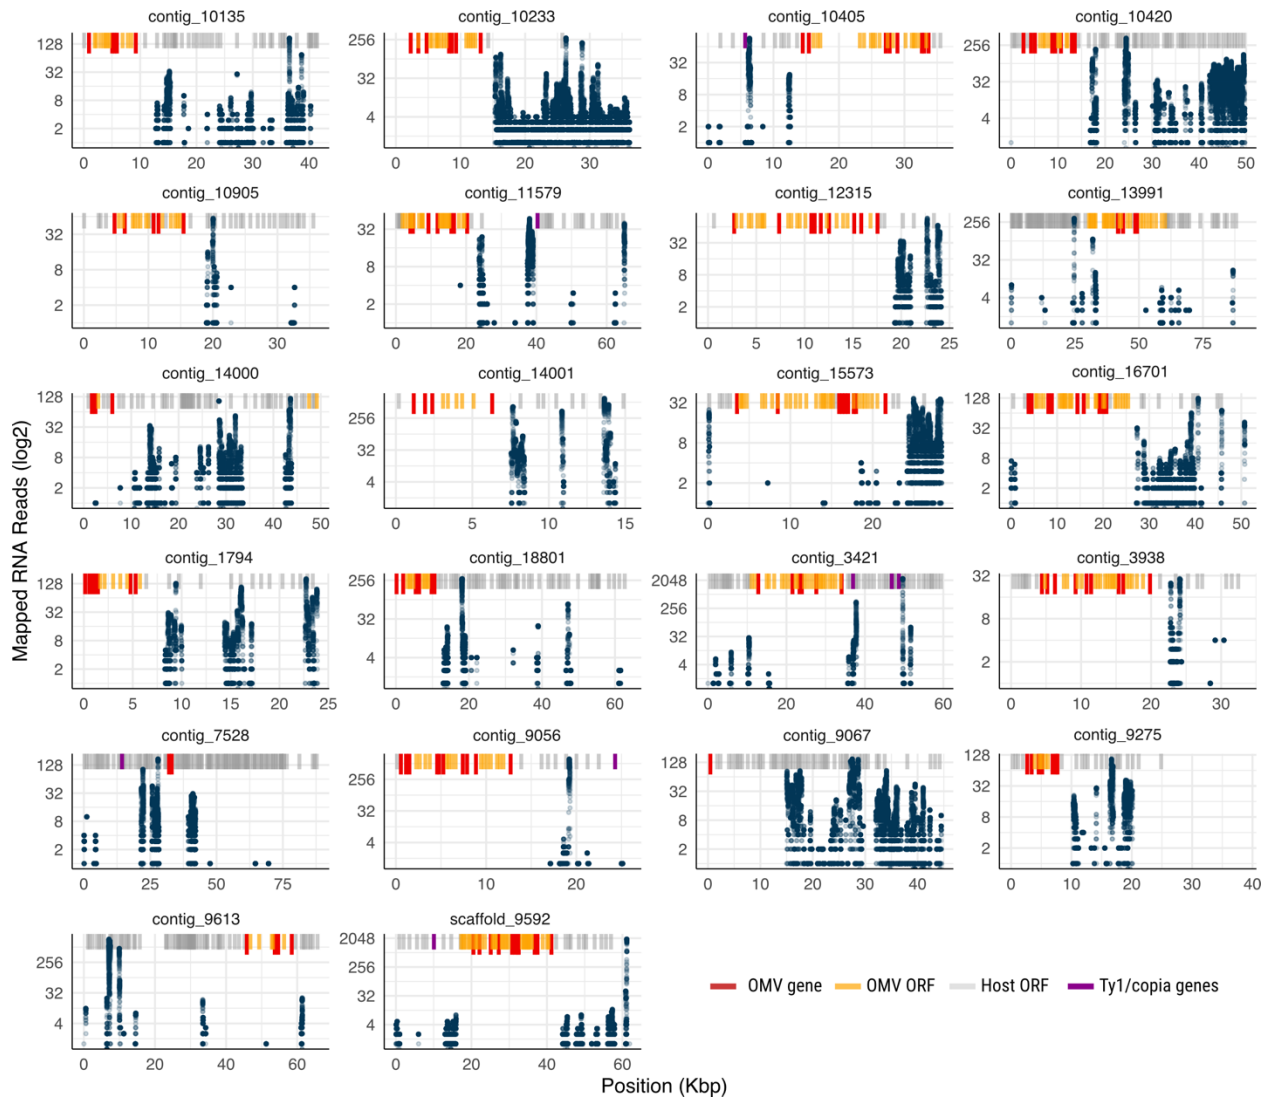 contig_10135 contig_10233 contig_10405 contig_10420
128 32 8 2 256 32 4 32 8 2 256 32 4
0 10 20 30 40 0 10 20 30 0 10 20 30 0 10 20 30 40 50
contig_10905 contig_11579 contig_12315 contig_13991
32 8 2 32 8 2 32 8 2 256 32 4
0 10 20 30 0 20 40 60 0 5 10 15 20 25 0 25 50 75
contig_14000 contig_14001 contig_15573 contig_16701
128 32 8 2 256 32 4 32 8 2 128 32 8 2
0 10 20 30 40 50 0 5 10 15 0 10 20 0 10 20 30 40 50
contig_1794 contig_18801 contig_3421 contig_3938
128 32 8 2 256 32 4 2048 256 32 4 32 8 2
0 5 10 15 20 25 0 20 40 60 0 20 40 60 0 10 20 30
contig_7528 contig_9056 contig_9067 contig_9275
128 32 8 2 256 32 4 128 32 8 2 128 32 8 2
0 25 50 75 0 10 20 0 10 20 30 40 0 10 20 30 40
contig_9613 scaffold_9592
256 32 4 2048 256 32 4
0 20 40 60 0 20 40 60
Mapped RNA Reads (log2)
Position (Kbp)
OMV gene OMV ORF Host ORF Ty1/copia genes